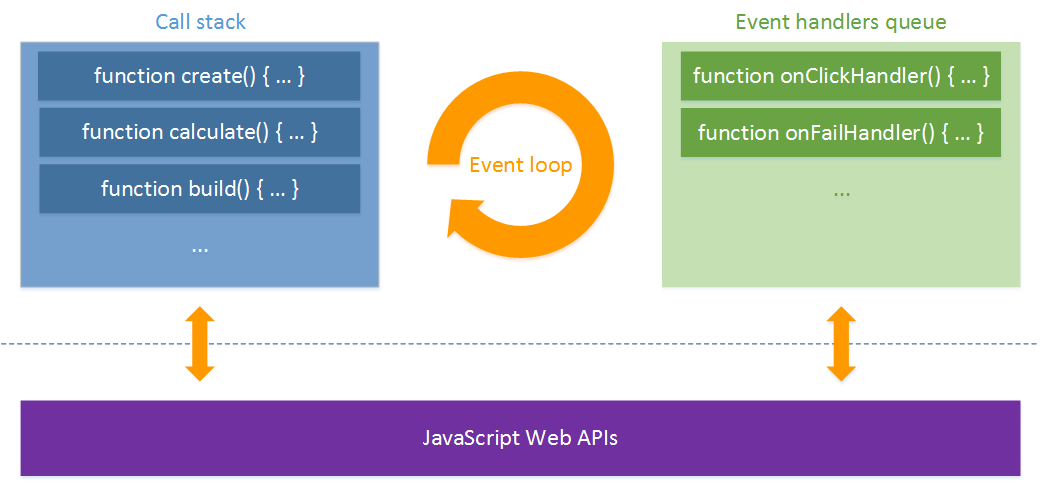 Call stack
function create() { ... }
function calculate() { ... }
function build() { ... }
...
Event loop
Event handlers queue
function onClickHandler() { ... }
function onFailHandler() { ... }
...
JavaScript Web APIs